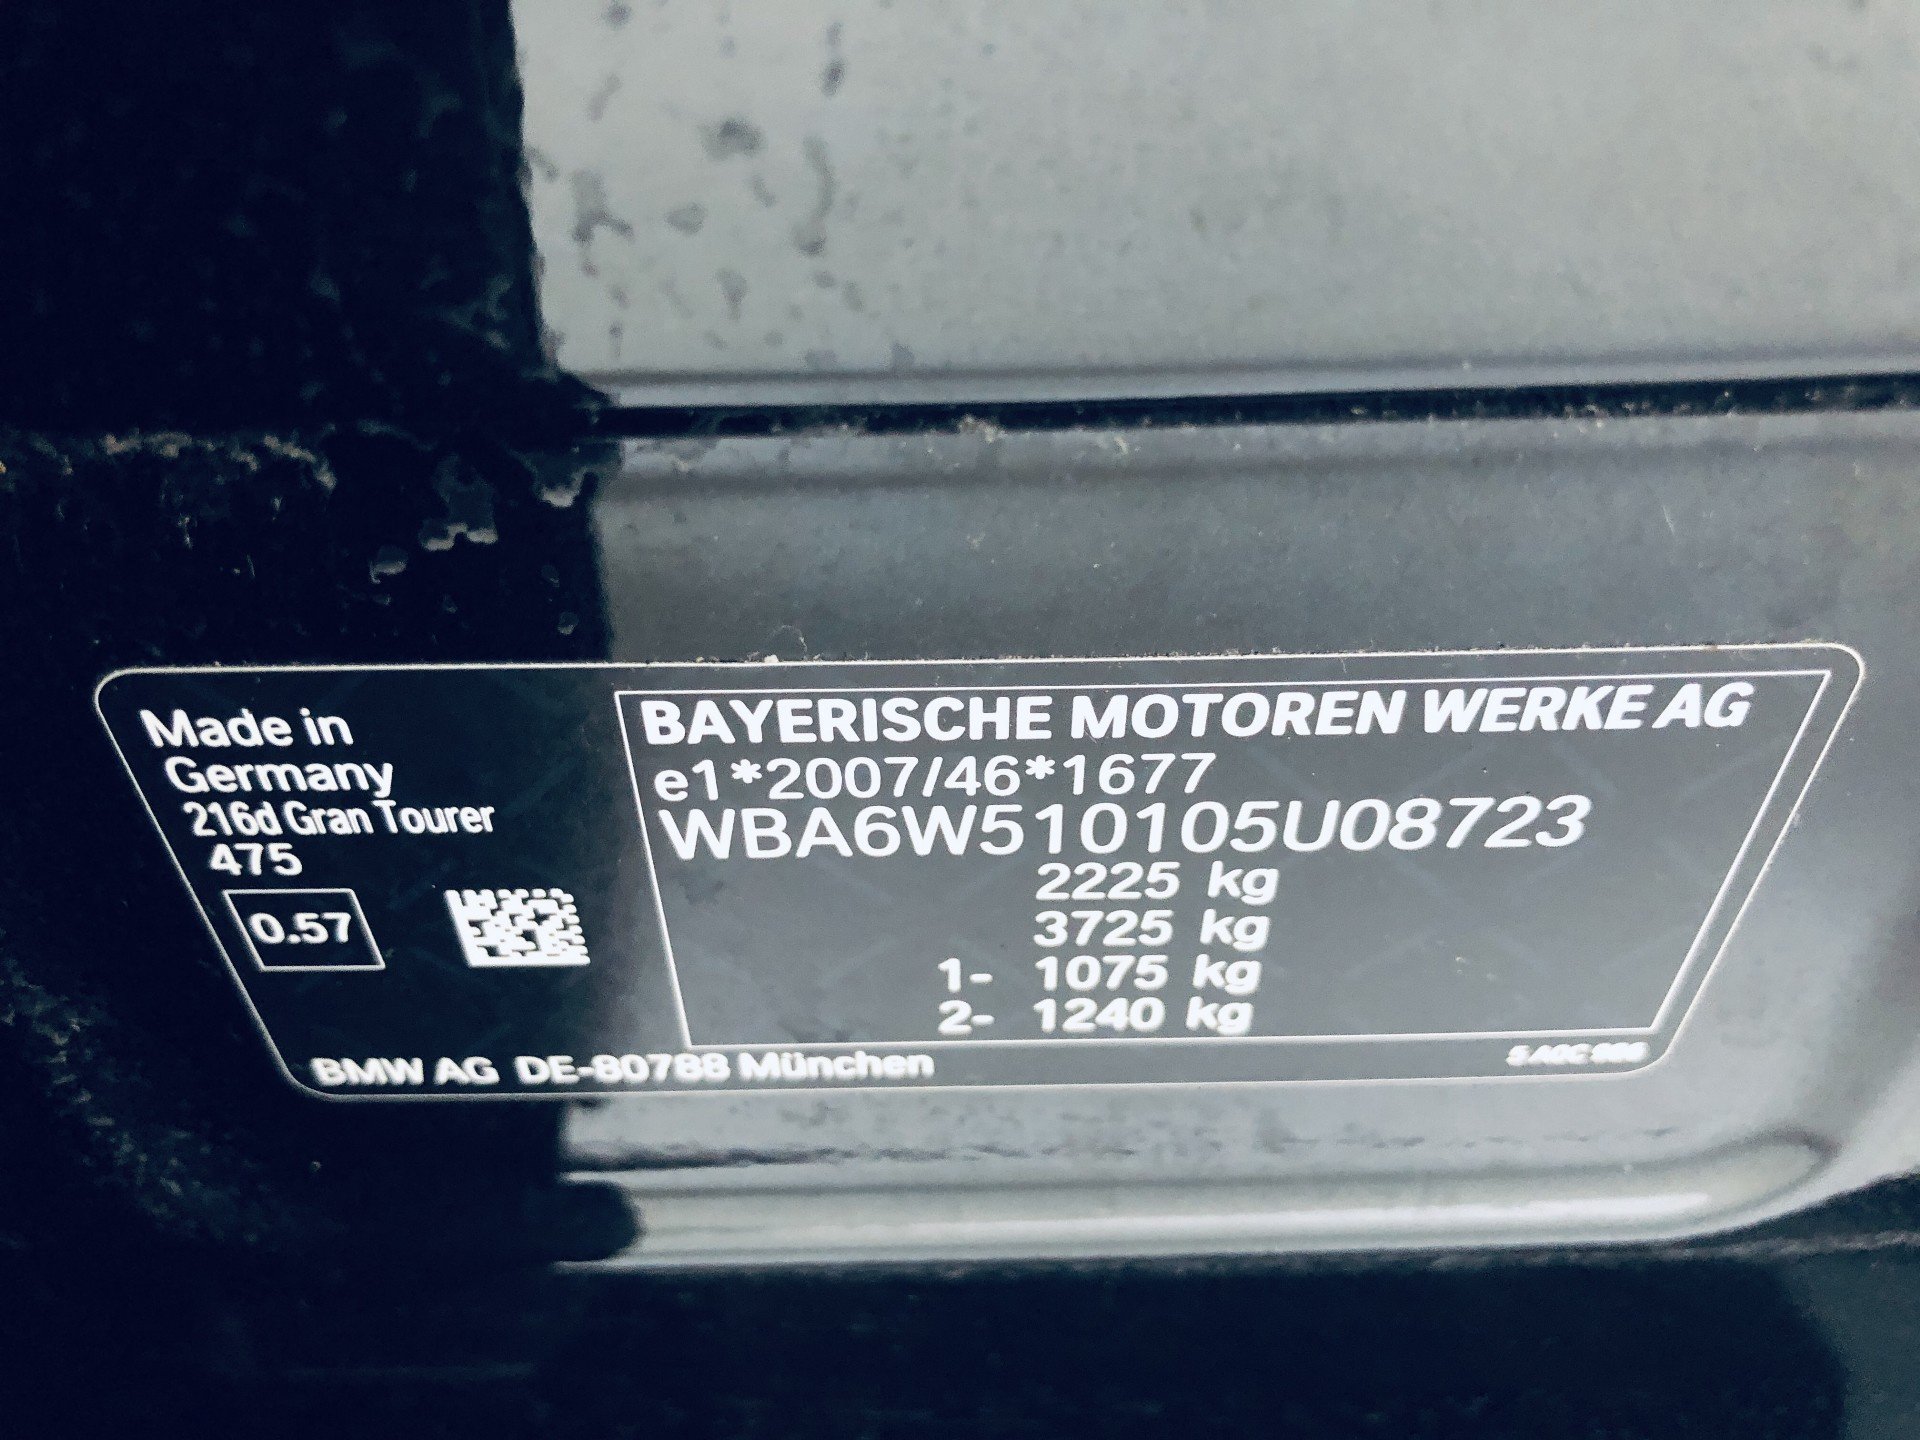 Made in
Germany
216d Gran Tourer
475
0.57
BAYERISCHE MOTOREN WERKE AG
e1*2007/46*1677
WBA6W510105U08723
2225 kg
3725 kg
1- 1075 kg
2- 1240 kg
BMW AG DE-80788 München